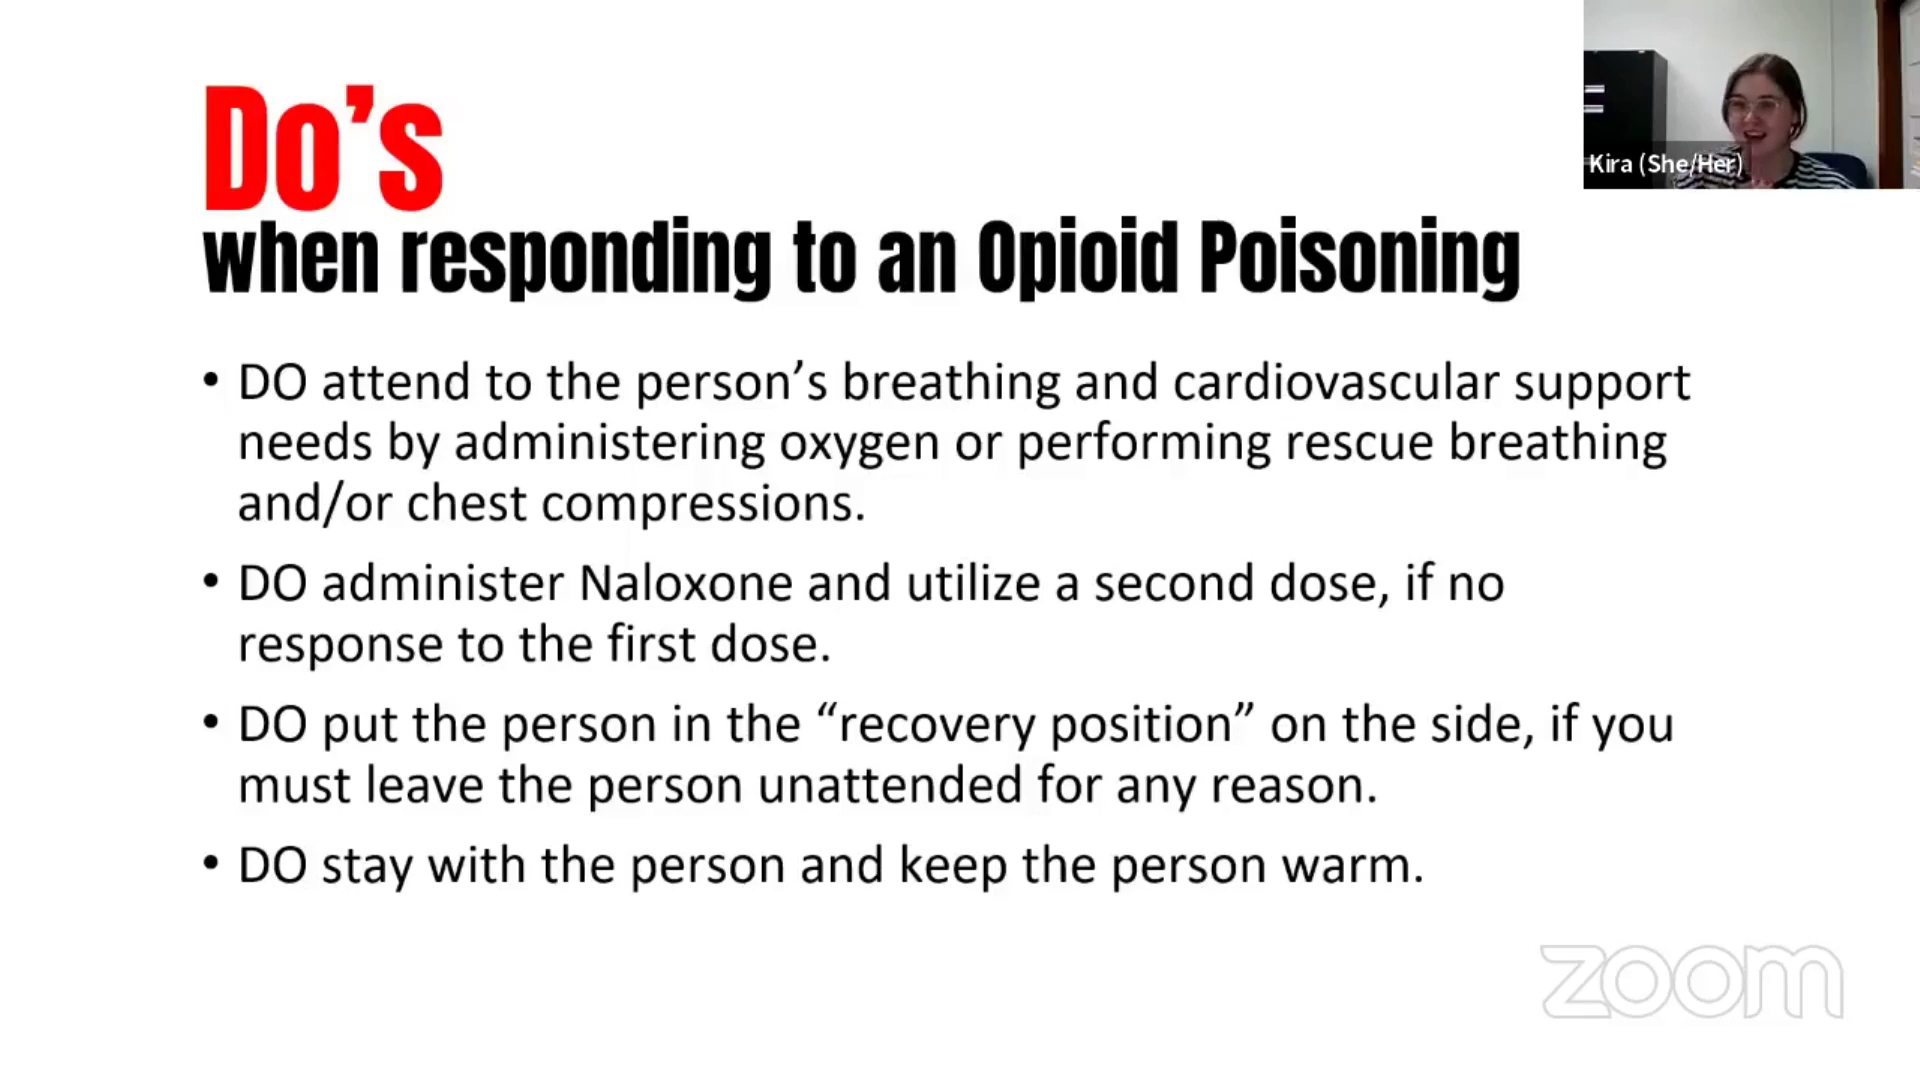 Do’s
when responding to an Opioid Poisoning
Kira (She/Her)
• DO attend to the person’s breathing and cardiovascular support
needs by administering oxygen or performing rescue breathing
and/or chest compressions.
• DO administer Naloxone and utilize a second dose, if no
response to the first dose.
• DO put the person in the “recovery position” on the side, if you
must leave the person unattended for any reason.
• DO stay with the person and keep the person warm.
zoom